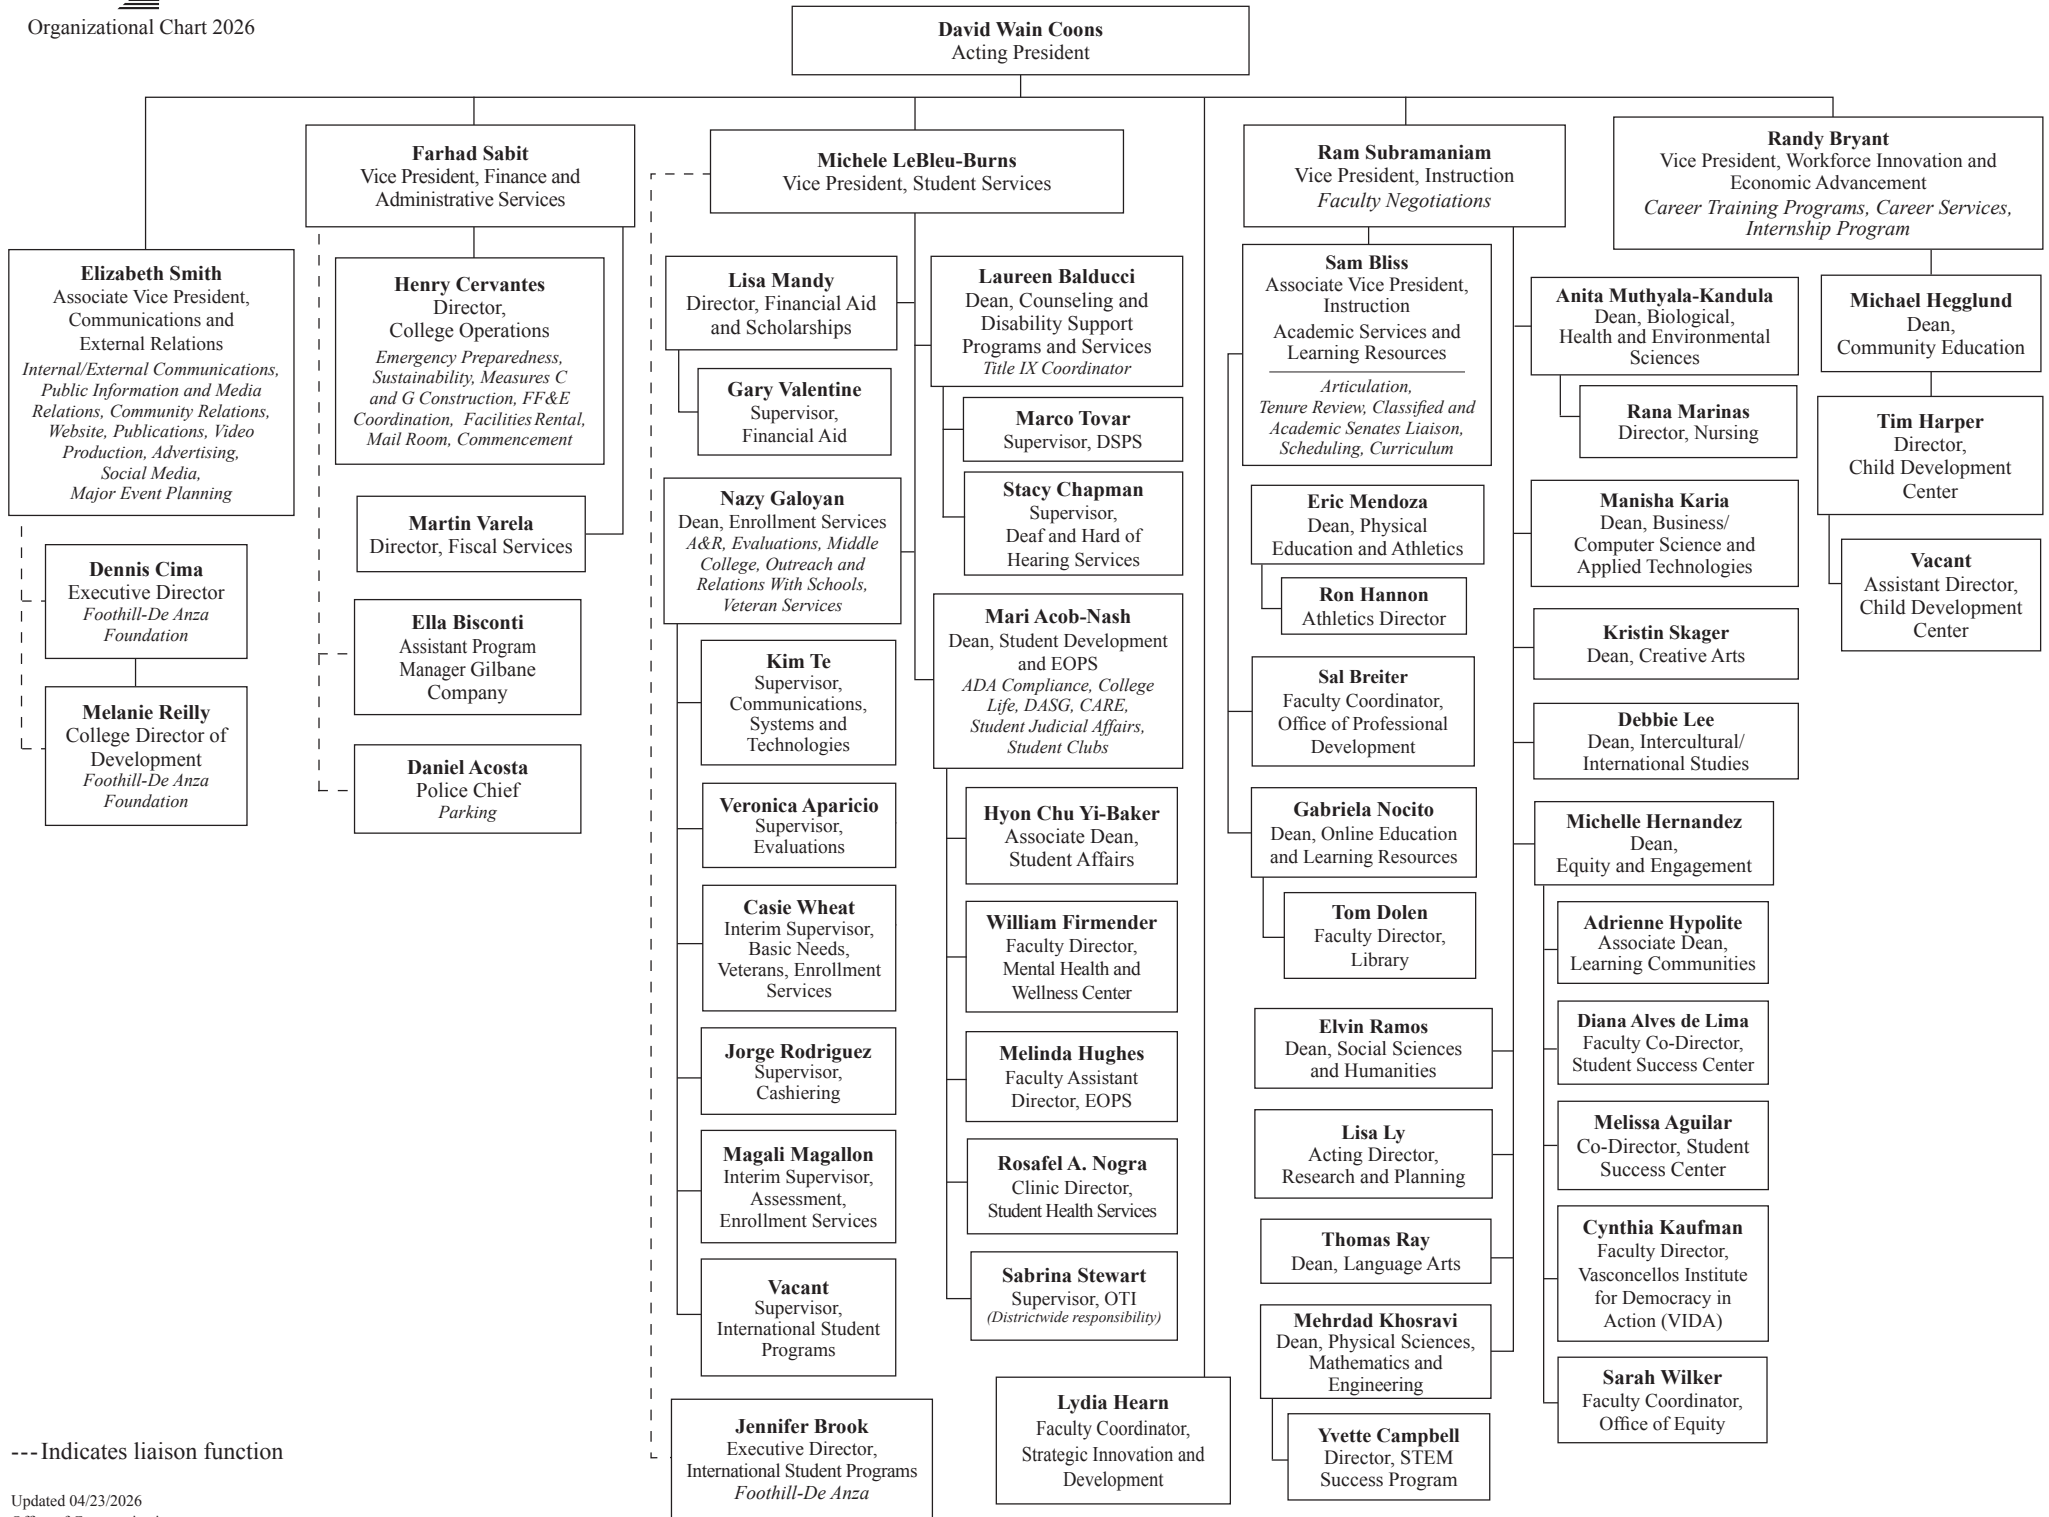 Organizational Chart 2026
David Wain Coons
Acting President
Elizabeth Smith
Associate Vice President,
Communications and
External Relations
Internal/External Communications,
Public Information and Media
Relations, Community Relations,
Website, Publications, Video
Production, Advertising,
Social Media,
Major Event Planning
Dennis Cima
Executive Director
Foothill-De Anza
Foundation
Melanie Reilly
College Director of
Development
Foothill-De Anza
Foundation
Farhad Sabit
Vice President, Finance and
Administrative Services
Henry Cervantes
Director,
College Operations
Emergency Preparedness,
Sustainability, Measures C
and G Construction, FF&E
Coordination, Facilities Rental,
Mail Room, Commencement
Martin Varela
Director, Fiscal Services
Ella Bisconti
Assistant Program
Manager Gilbane
Company
Daniel Acosta
Police Chief
Parking
Michele LeBleu-Burns
Vice President, Student Services
Lisa Mandy
Director, Financial Aid
and Scholarships
Gary Valentine
Supervisor,
Financial Aid
Nazy Galoyan
Dean, Enrollment Services
A&R, Evaluations, Middle
College, Outreach and
Relations With Schools,
Veteran Services
Kim Te
Supervisor,
Communications,
Systems and
Technologies
Veronica Aparicio
Supervisor,
Evaluations
Casie Wheat
Interim Supervisor,
Basic Needs,
Veterans, Enrollment
Services
Jorge Rodriguez
Supervisor,
Cashiering
Magali Magallon
Interim Supervisor,
Assessment,
Enrollment Services
Vacant
Supervisor,
International Student
Programs
Jennifer Brook
Executive Director,
International Student Programs
Foothill-De Anza
Laureen Balducci
Dean, Counseling and
Disability Support
Programs and Services
Title IX Coordinator
Marco Tovar
Supervisor, DSPS
Stacy Chapman
Supervisor,
Deaf and Hard of
Hearing Services
Mari Acob-Nash
Dean, Student Development
and EOPS
ADA Compliance, College
Life, DASG, CARE,
Student Judicial Affairs,
Student Clubs
Hyon Chu Yi-Baker
Associate Dean,
Student Affairs
William Firmender
Faculty Director,
Mental Health and
Wellness Center
Melinda Hughes
Faculty Assistant
Director, EOPS
Rosafel A. Nogra
Clinic Director,
Student Health Services
Sabrina Stewart
Supervisor, OTI
(Districtwide responsibility)
Lydia Hearn
Faculty Coordinator,
Strategic Innovation and
Development
Ram Subramaniam
Vice President, Instruction
Faculty Negotiations
Sam Bliss
Associate Vice President,
Instruction
Academic Services and
Learning Resources
Articulation,
Tenure Review, Classified and
Academic Senates Liaison,
Scheduling, Curriculum
Eric Mendoza
Dean, Physical
Education and Athletics
Ron Hannon
Athletics Director
Sal Breiter
Faculty Coordinator,
Office of Professional
Development
Gabriela Nocito
Dean, Online Education
and Learning Resources
Tom Dolen
Faculty Director,
Library
Elvin Ramos
Dean, Social Sciences
and Humanities
Lisa Ly
Acting Director,
Research and Planning
Thomas Ray
Dean, Language Arts
Mehrdad Khosravi
Dean, Physical Sciences,
Mathematics and
Engineering
Yvette Campbell
Director, STEM
Success Program
Anita Muthyala-Kandula
Dean, Biological,
Health and Environmental
Sciences
Rana Marinas
Director, Nursing
Manisha Karia
Dean, Business/
Computer Science and
Applied Technologies
Kristin Skager
Dean, Creative Arts
Debbie Lee
Dean, Intercultural/
International Studies
Michelle Hernandez
Dean,
Equity and Engagement
Adrienne Hypolite
Associate Dean,
Learning Communities
Diana Alves de Lima
Faculty Co-Director,
Student Success Center
Melissa Aguilar
Co-Director, Student
Success Center
Cynthia Kaufman
Faculty Director,
Vasconcellos Institute
for Democracy in
Action (VIDA)
Sarah Wilker
Faculty Coordinator,
Office of Equity
Randy Bryant
Vice President, Workforce Innovation and
Economic Advancement
Career Training Programs, Career Services,
Internship Program
Michael Hegglund
Dean,
Community Education
Tim Harper
Director,
Child Development
Center
Vacant
Assistant Director,
Child Development
Center
---Indicates liaison function
Updated 04/23/2026